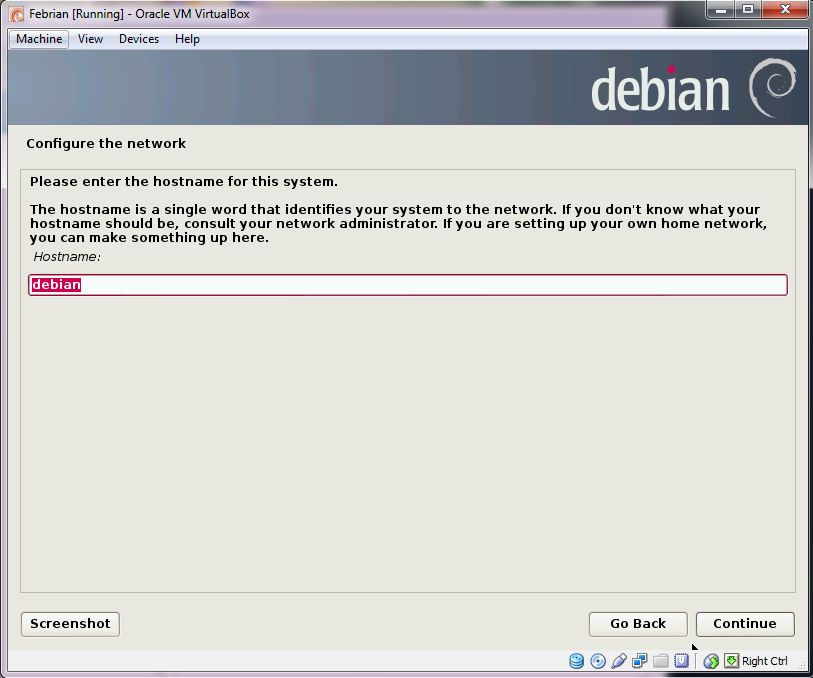 Febrian [Running] - Oracle VM VirtualBox
Machine View Devices Help
debian
Configure the network
Please enter the hostname for this system.
The hostname is a single word that identifies your system to the network. If you don't know what your
hostname should be, consult your network administrator. If you are setting up your own home network,
you can make something up here.
Hostname:
debian
Screenshot Go Back Continue
Right Ctrl